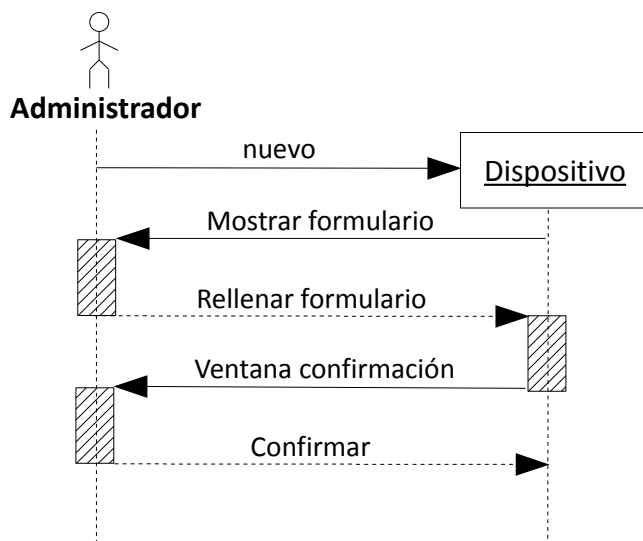 Administrador
nuevo
Dispositivo
Mostrar formulario
Rellenar formulario
Ventana confirmación
Confirmar